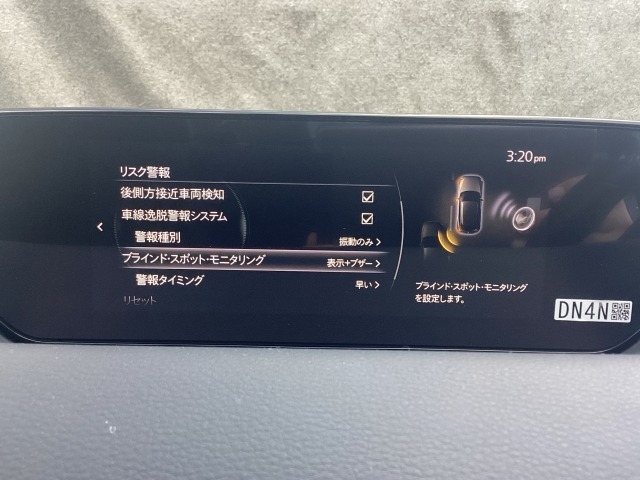 3:20pm
リスク警報
後側方接近車両検知
車線逸脱警報システム
警報種別 振動のみ
ブラインド・スポット・モニタリング 表示+ブザー
警報タイミング 早い
リセット
ブラインド・スポット・モニタリング
を設定します。
DN4N